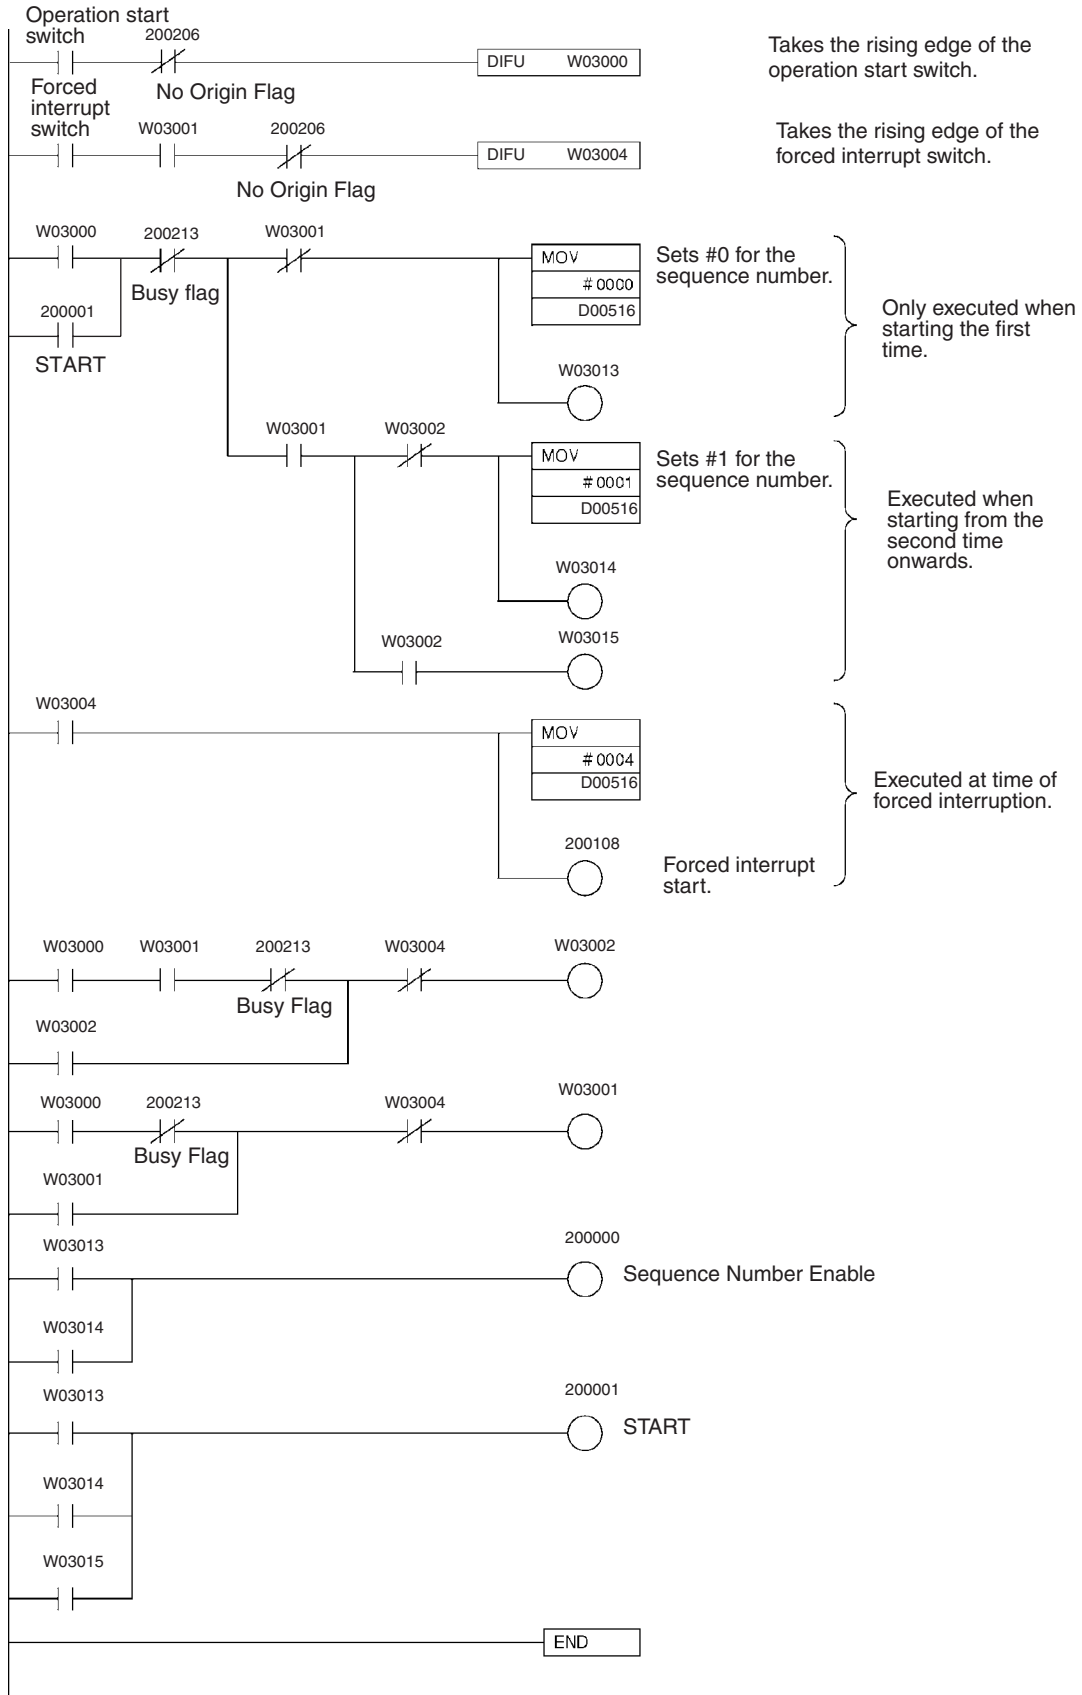 Operation start
switch
200206
DIFU W03000
Takes the rising edge of the
operation start switch.
No Origin Flag
Forced
interrupt
switch
W03001
200206
DIFU W03004
Takes the rising edge of the
forced interrupt switch.
No Origin Flag
W03000
200213
W03001
Busy flag
MOV
#0000
D00516
Sets #0 for the
sequence number.
Only executed when
starting the first
time.
200001
START
W03013
W03001
W03002
MOV
#0001
D00516
Sets #1 for the
sequence number.
Executed when
starting from the
second time
onwards.
W03014
W03002
W03015
W03004
MOV
#0004
D00516
Executed at time of
forced interruption.
200108
Forced interrupt
start.
W03000
W03001
200213
W03004
W03002
Busy Flag
W03002
W03000
200213
W03004
W03001
Busy Flag
W03001
W03013
200000
Sequence Number Enable
W03014
W03013
200001
START
W03014
W03015
END